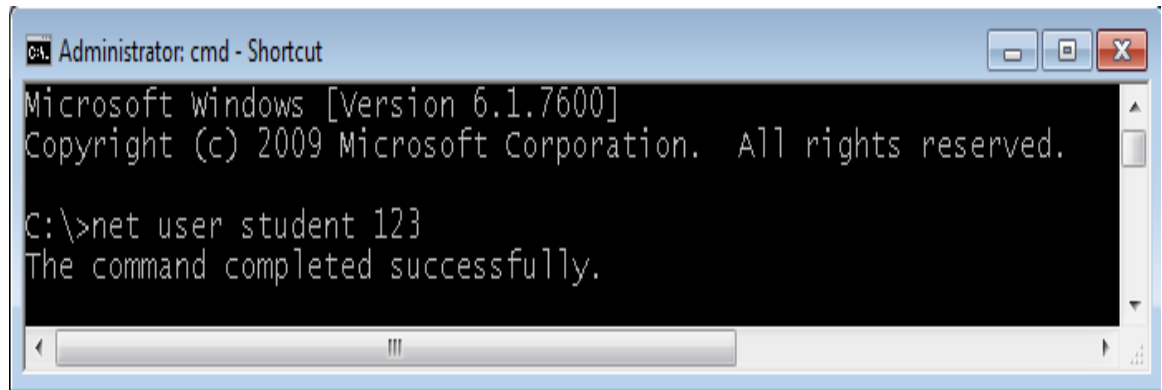 Administrator: cmd - Shortcut
Microsoft Windows [Version 6.1.7600]
Copyright (c) 2009 Microsoft Corporation.  All rights reserved.
C:\>net user student 123
The command completed successfully.